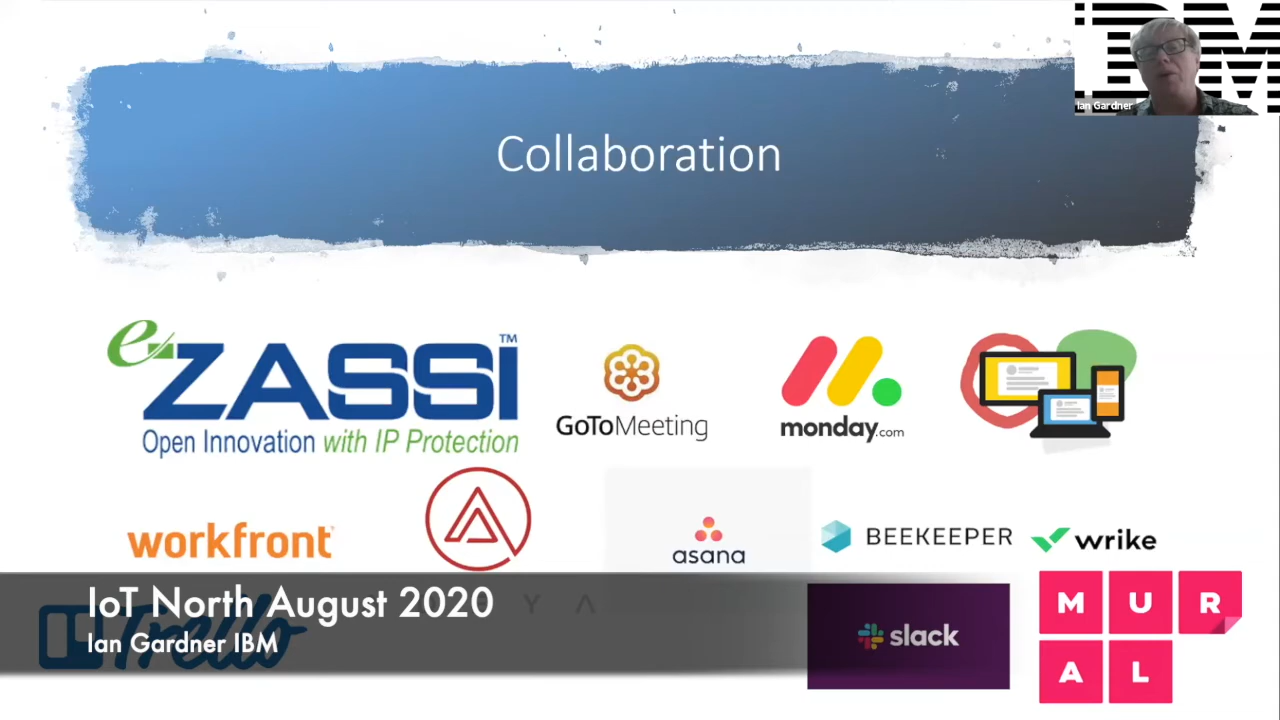 IBM
Ian Gardner
Collaboration
e-ZASSI™
Open Innovation with IP Protection
GoToMeeting
monday.com
workfront
asana
BEEKEEPER
wrike
IoT North August 2020
Ian Gardner IBM
Trello
Y A
slack
M U R
A L